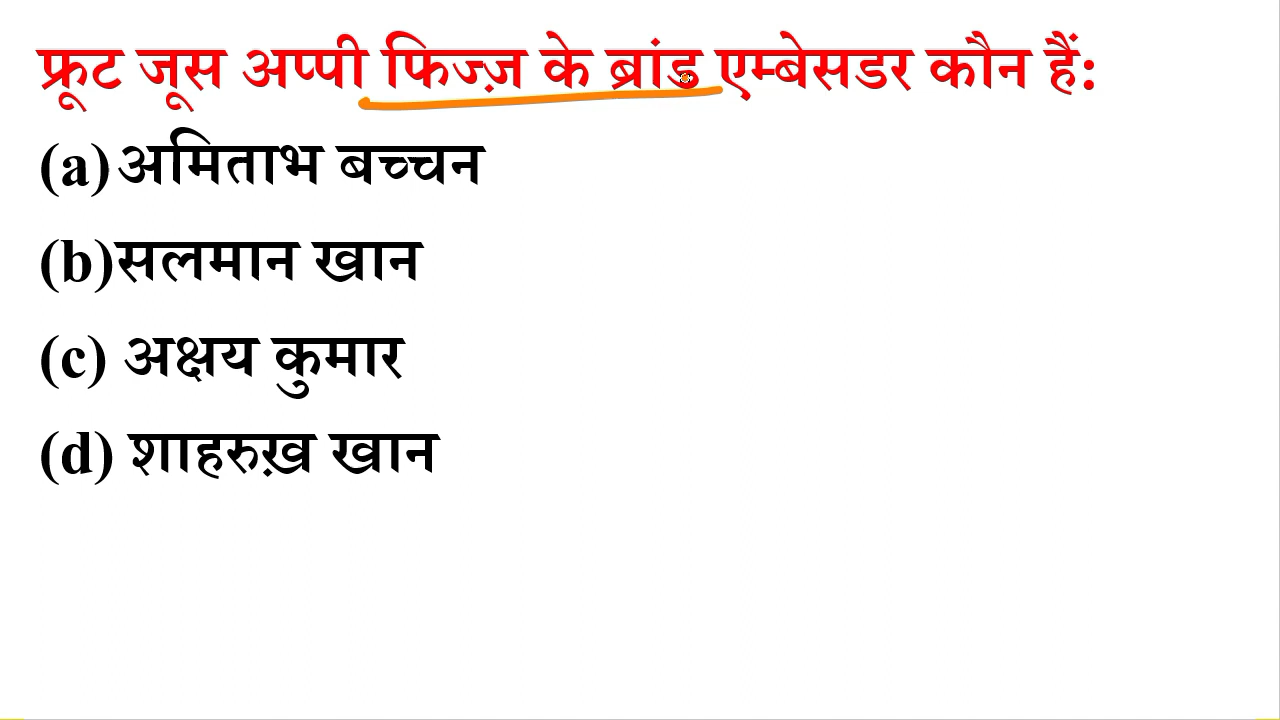 फ्रूट जूस अप्पी फिज्ज़ के ब्रांड एम्बेसडर कौन हैं:
(a) अमिताभ बच्चन
(b) सलमान खान
(c) अक्षय कुमार
(d) शाहरुख़ खान